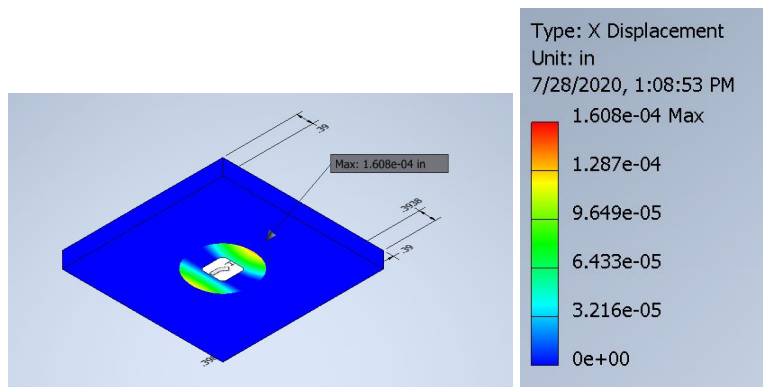 .39
Max: 1.608e-04 in
.3938
.39
Type: X Displacement
Unit: in
7/28/2020, 1:08:53 PM
1.608e-04 Max
1.287e-04
9.649e-05
6.433e-05
3.216e-05
0e+00